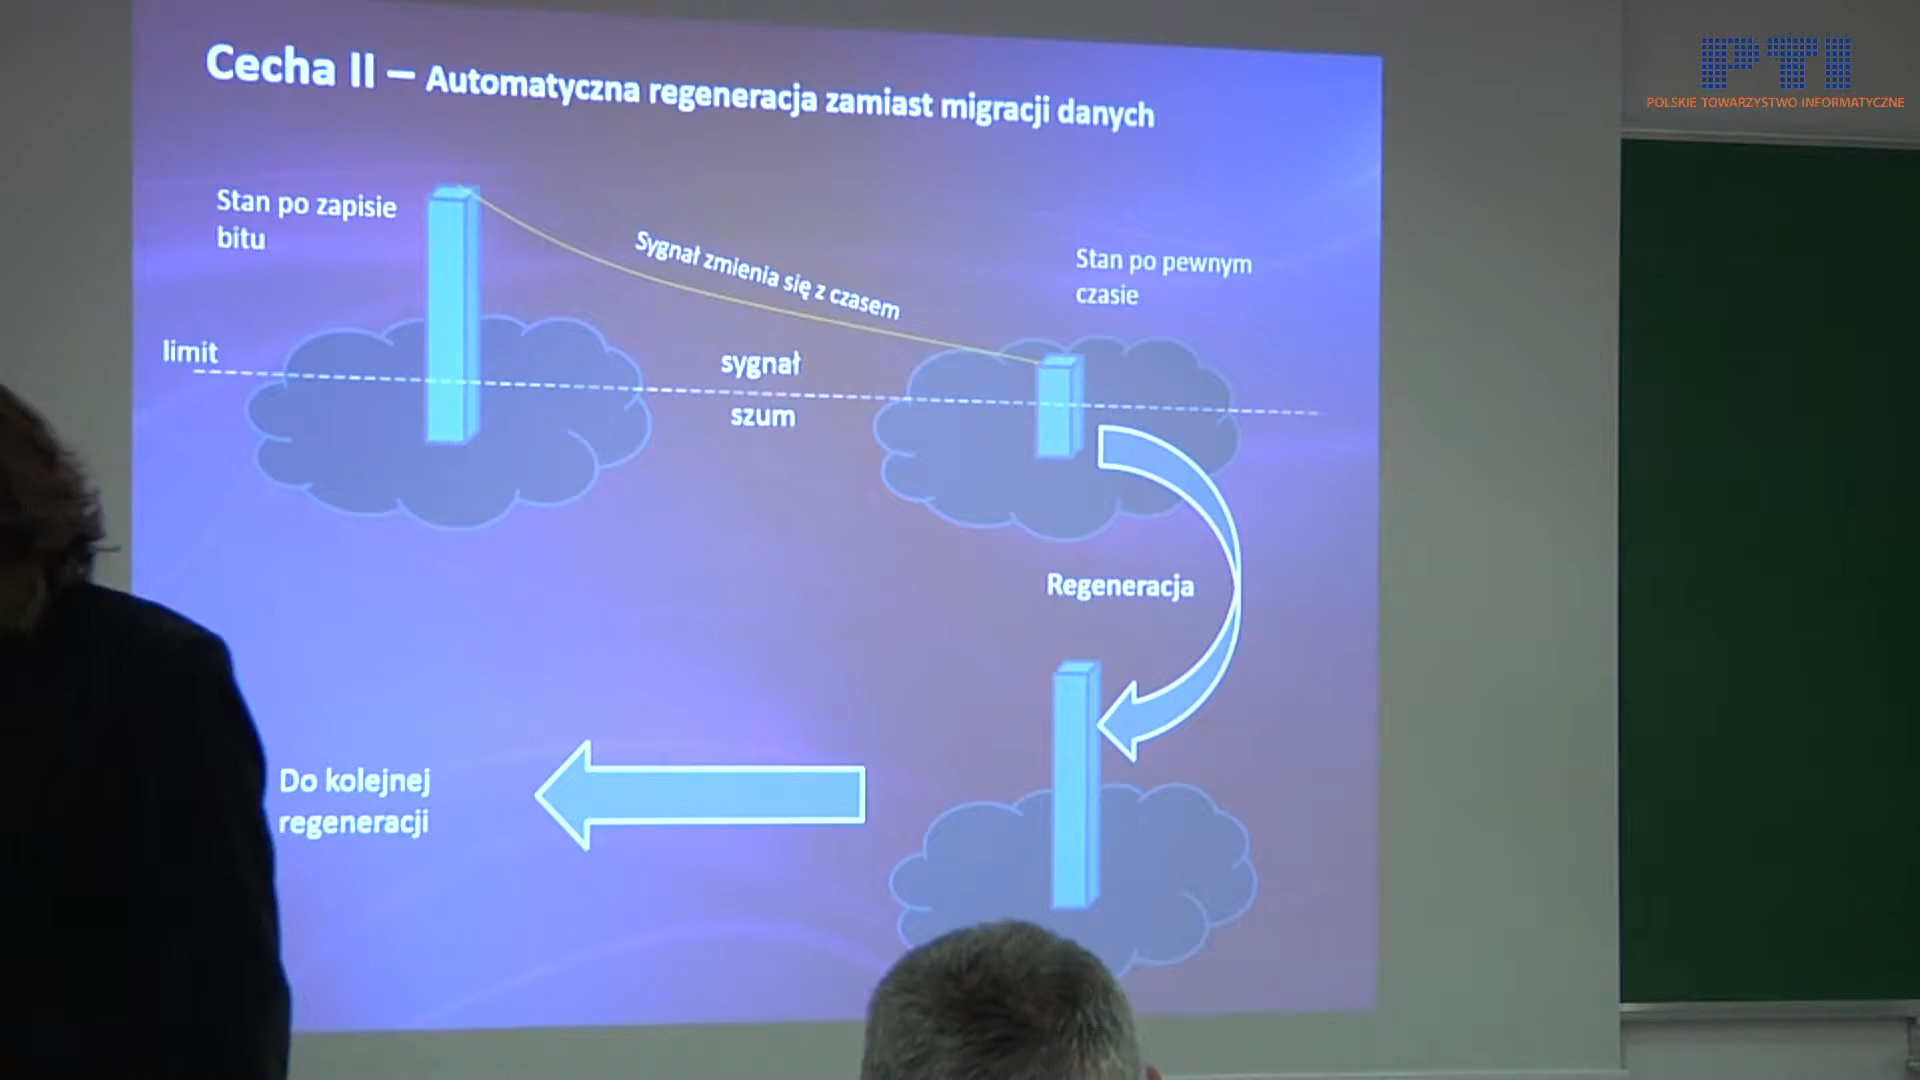 PTI
POLSKIE TOWARZYSTWO INFORMATYCZNE
Cecha II – Automatyczna regeneracja zamiast migracji danych
Stan po zapisie
bitu
Sygnał zmienia się z czasem
Stan po pewnym
czasie
limit
sygnał
szum
Regeneracja
Do kolejnej
regeneracji